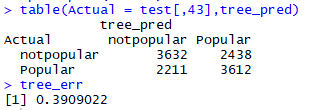 > table(Actual = test[,43],tree_pred)
tree_pred
Actual notpopular Popular
notpopular 3632 2438
Popular 2211 3612
> tree_err
[1] 0.3909022